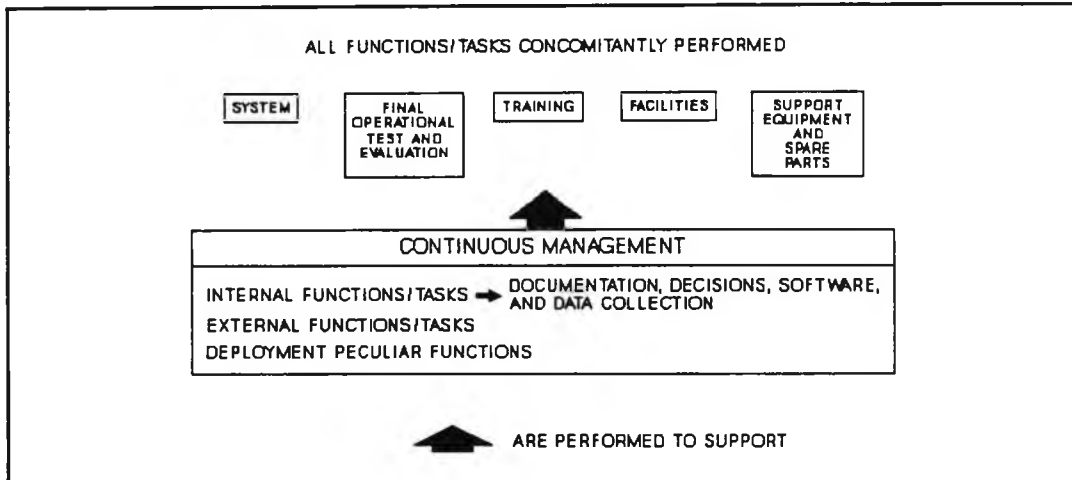 ALL FUNCTIONS/TASKS CONCOMITANTLY PERFORMED
SYSTEM
FINAL
OPERATIONAL
TEST AND
EVALUATION
TRAINING
FACILITIES
SUPPORT
EQUIPMENT
AND
SPARE
PARTS
CONTINUOUS MANAGEMENT
INTERNAL FUNCTIONS/TASKS
DOCUMENTATION, DECISIONS, SOFTWARE,
AND DATA COLLECTION
EXTERNAL FUNCTIONS/TASKS
DEPLOYMENT PECULIAR FUNCTIONS
ARE PERFORMED TO SUPPORT